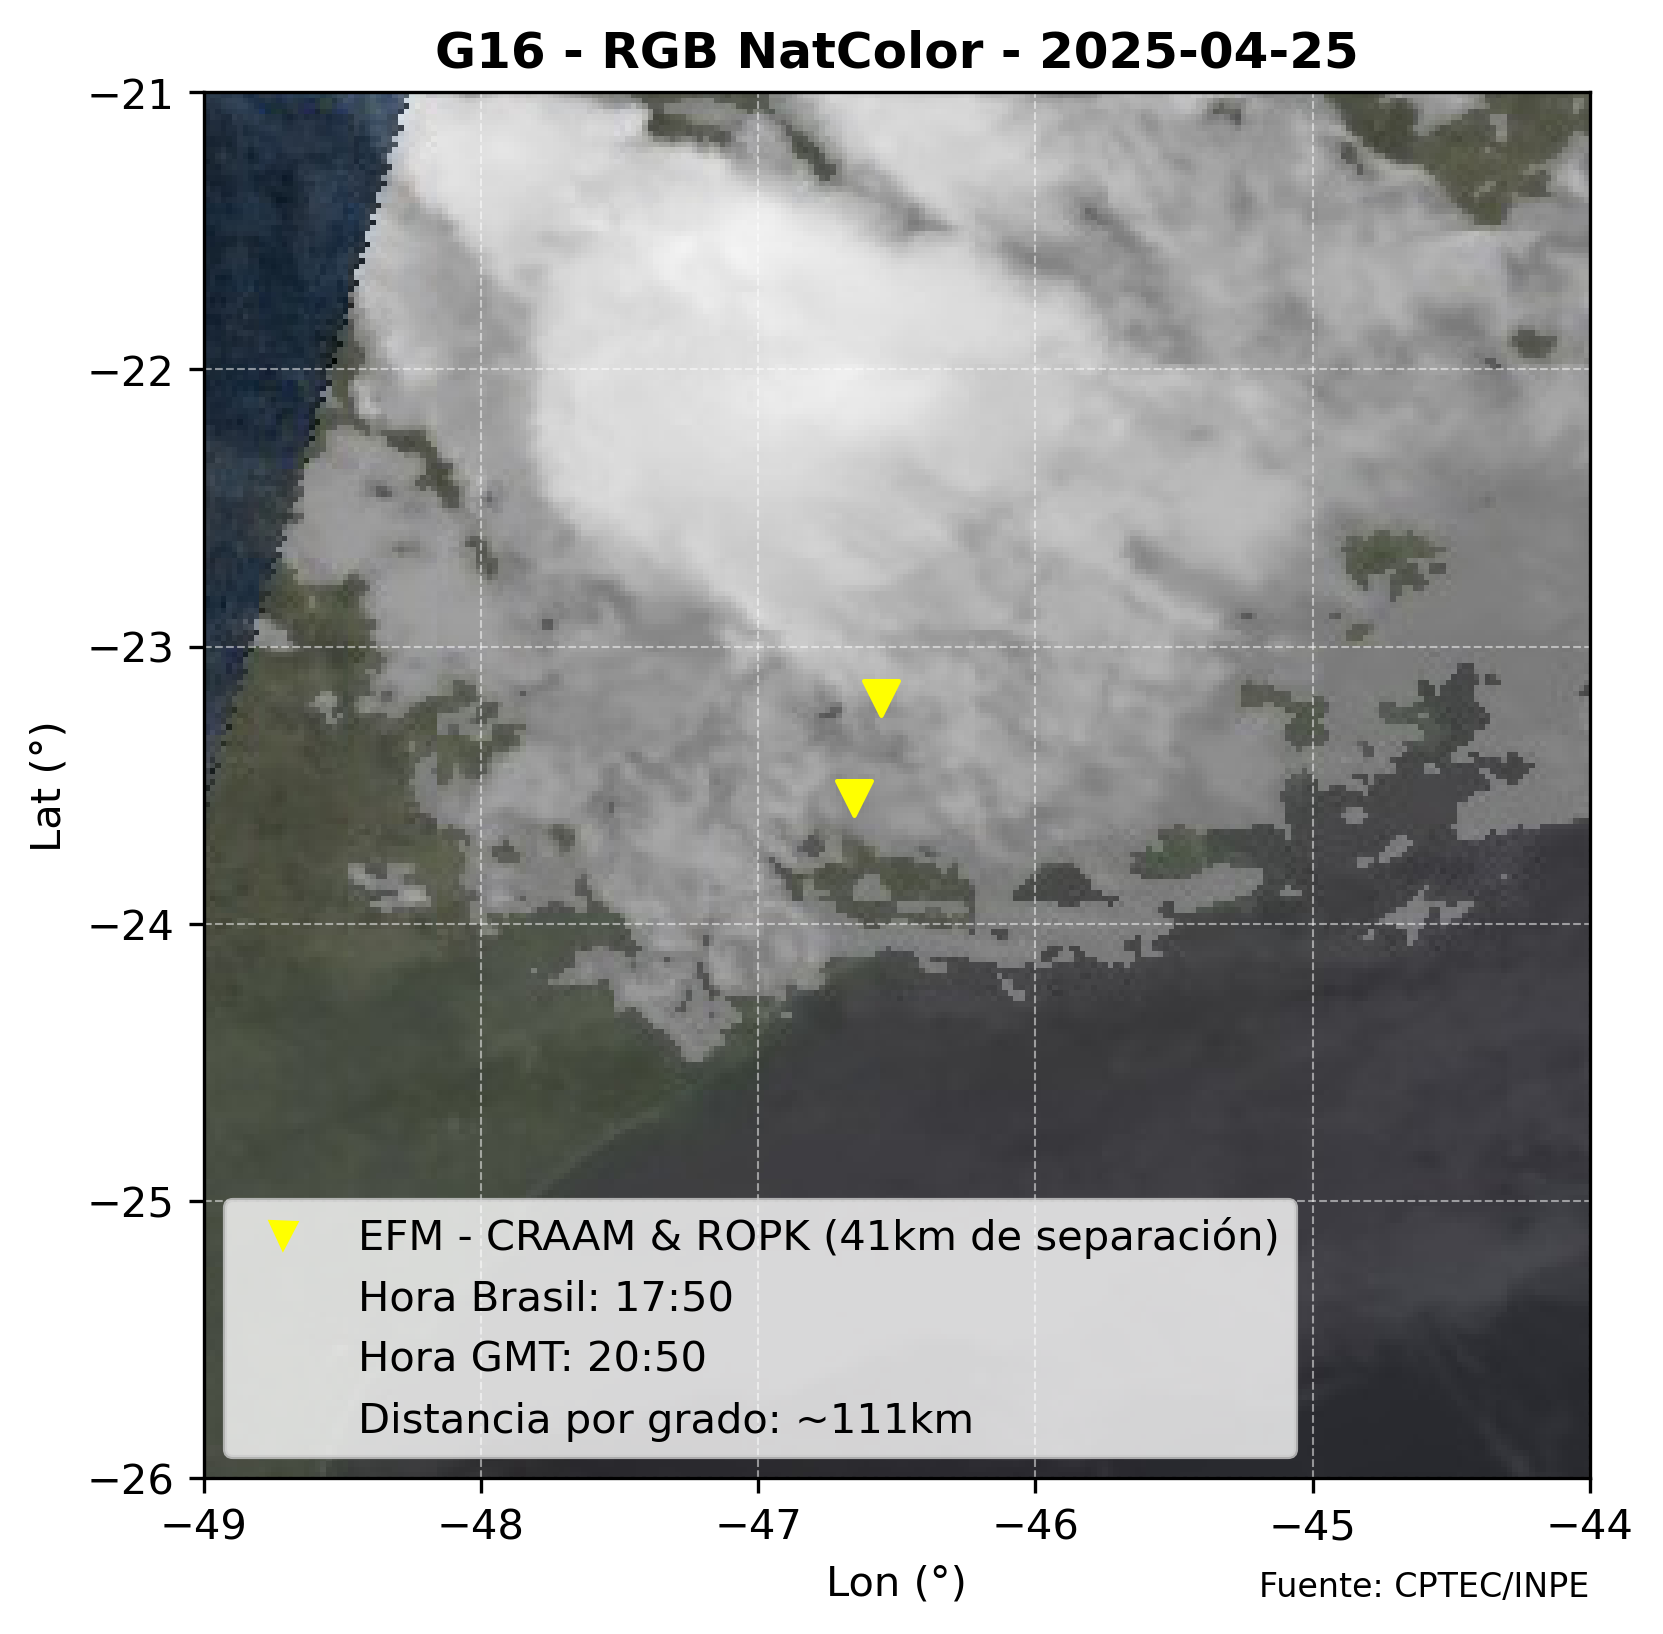 G16 - RGB NatColor - 2025-04-25
−21
−22
−23
−24
−25
−26
Lat (°)
EFM - CRAAM & ROPK (41km de separación)
Hora Brasil: 17:50
Hora GMT: 20:50
Distancia por grado: ~111km
−49 −48 −47 −46 −45 −44
Lon (°)
Fuente: CPTEC/INPE